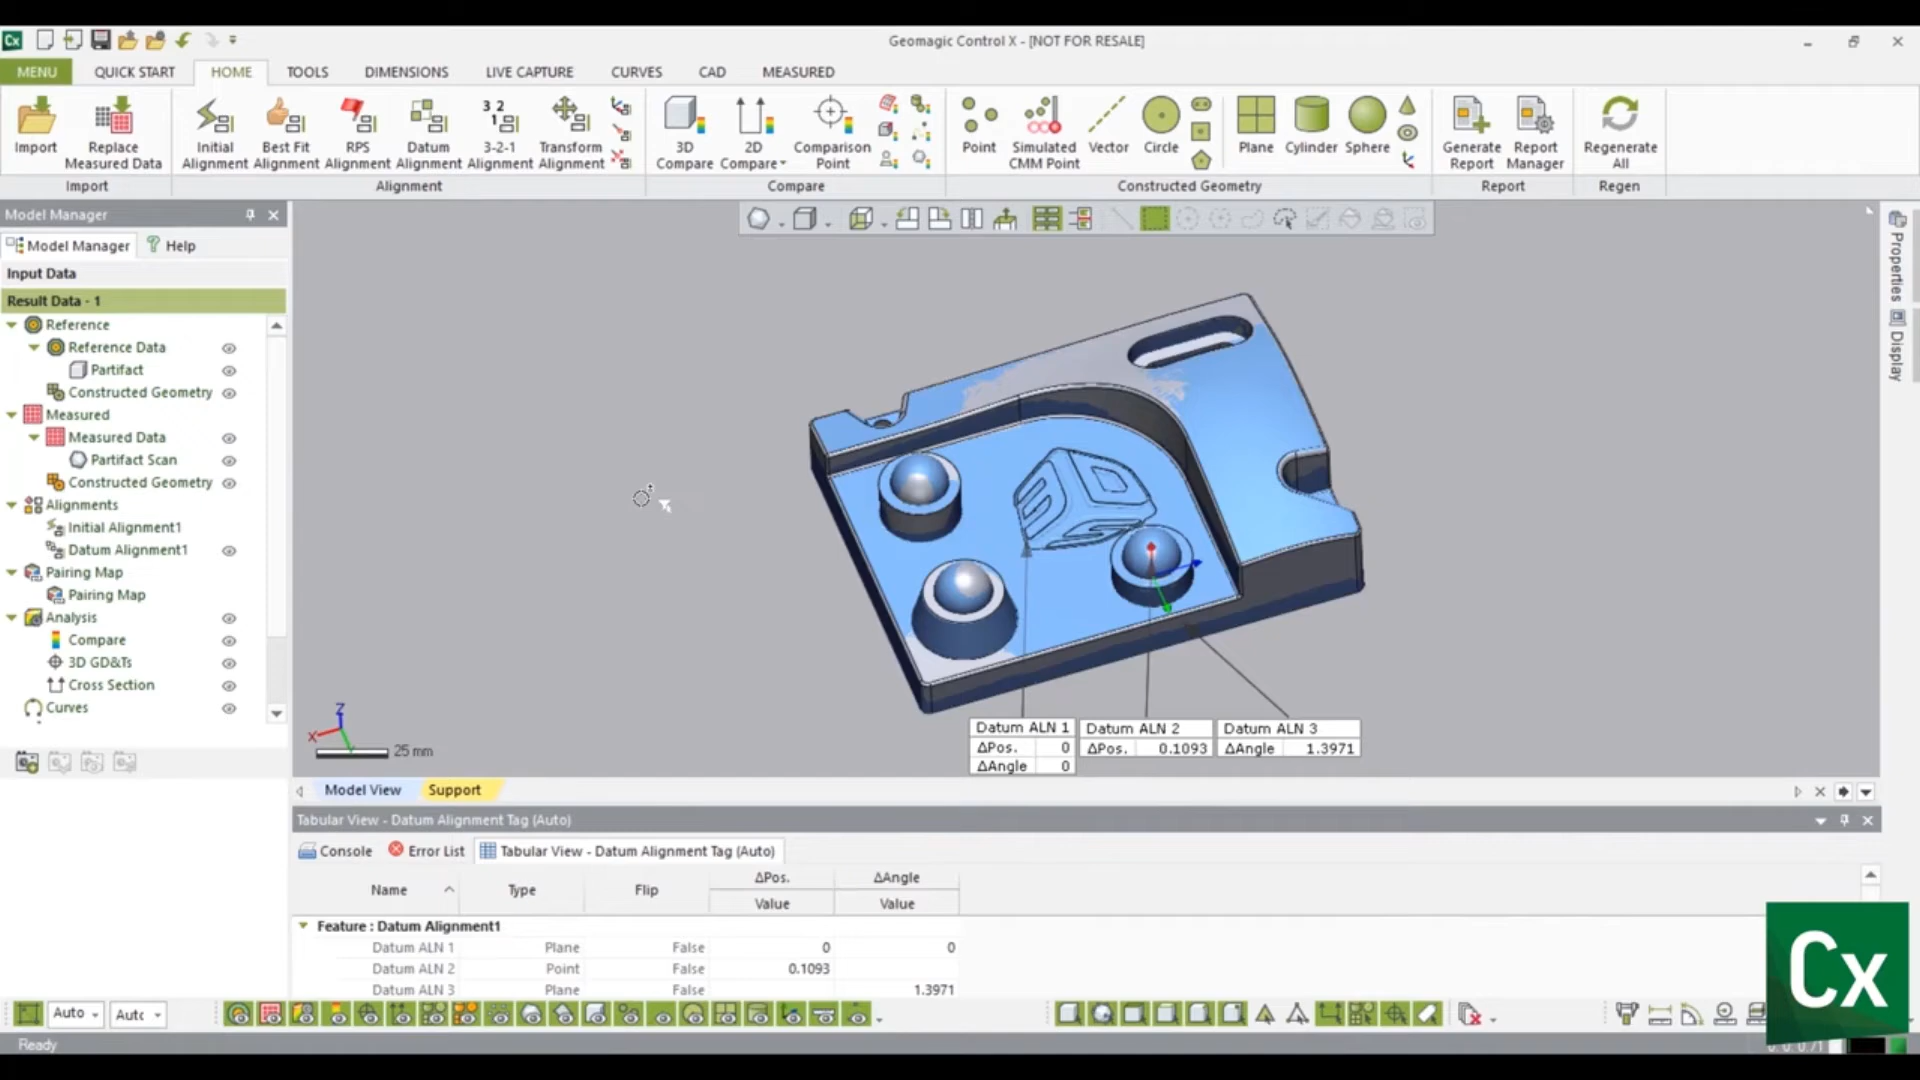 Cx
Geomagic Control X - [NOT FOR RESALE]
MENU QUICK START HOME TOOLS DIMENSIONS LIVE CAPTURE CURVES CAD MEASURED
3 2
1
Import
Replace Measured Data
Initial Alignment
Best Fit Alignment
RPS Alignment
Datum Alignment
3-2-1 Alignment
Transform Alignment
3D Compare
2D Compare
Comparison Point
Point
Simulated CMM Point
Vector
Circle
Plane
Cylinder
Sphere
Generate Report
Report Manager
Regenerate All
Import Alignment Compare Constructed Geometry Report Regen
Model Manager
Model Manager Help
Input Data
Result Data - 1
Reference
Reference Data
Partifact
Constructed Geometry
Measured
Measured Data
Partifact Scan
Constructed Geometry
Alignments
Initial Alignment1
Datum Alignment1
Pairing Map
Pairing Map
Analysis
Compare
3D GD&Ts
Cross Section
Curves
Properties
Display
Z
X
Y
25 mm
Datum ALN 1
ΔPos. 0
ΔAngle 0
Datum ALN 2
ΔPos. 0.1093
Datum ALN 3
ΔAngle 1.3971
Model View Support
Tabular View - Datum Alignment Tag (Auto)
Console Error List Tabular View - Datum Alignment Tag (Auto)
Name Type Flip ΔPos. ΔAngle
Value Value
Feature : Datum Alignment1
Datum ALN 1 Plane False 0 0
Datum ALN 2 Point False 0.1093
Datum ALN 3 Plane False 1.3971
Auto Auto
Ready
Cx